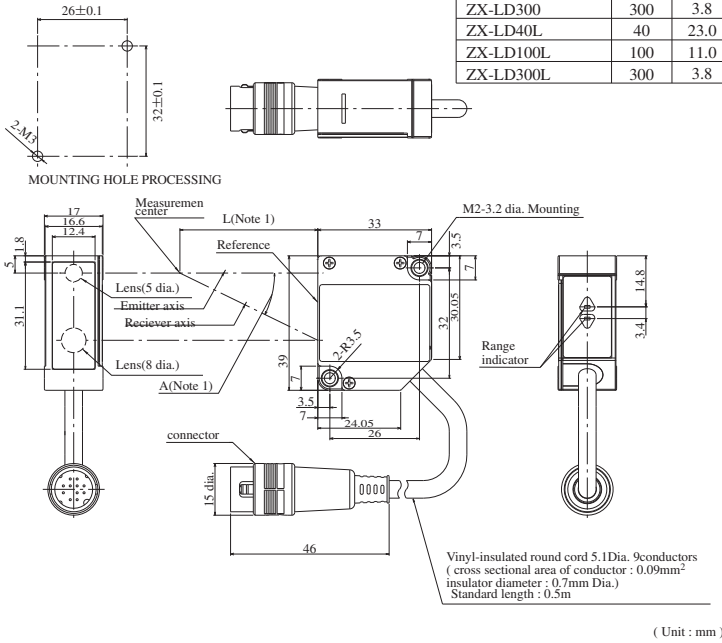 26±0.1
32±0.1
2-M3
MOUNTING HOLE PROCESSING
ZX-LD300 300 3.8
ZX-LD40L 40 23.0
ZX-LD100L 100 11.0
ZX-LD300L 300 3.8
17
16.6
12.4
1.8
5
31.1
Lens(5 dia.)
Emitter axis
Reciever axis
Lens(8 dia.)
A(Note 1)
Measuremen
center
L(Note 1)
Reference
33
7
M2-3.2 dia. Mounting
3.5
7
32
30.05
39
7
2-R3.5
3.5
7
24.05
26
14.8
3.4
Range
indicator
connector
15 dia.
46
Vinyl-insulated round cord 5.1Dia. 9conductors
( cross sectional area of conductor : 0.09mm²
insulator diameter : 0.7mm Dia.)
Standard length : 0.5m
( Unit : mm )